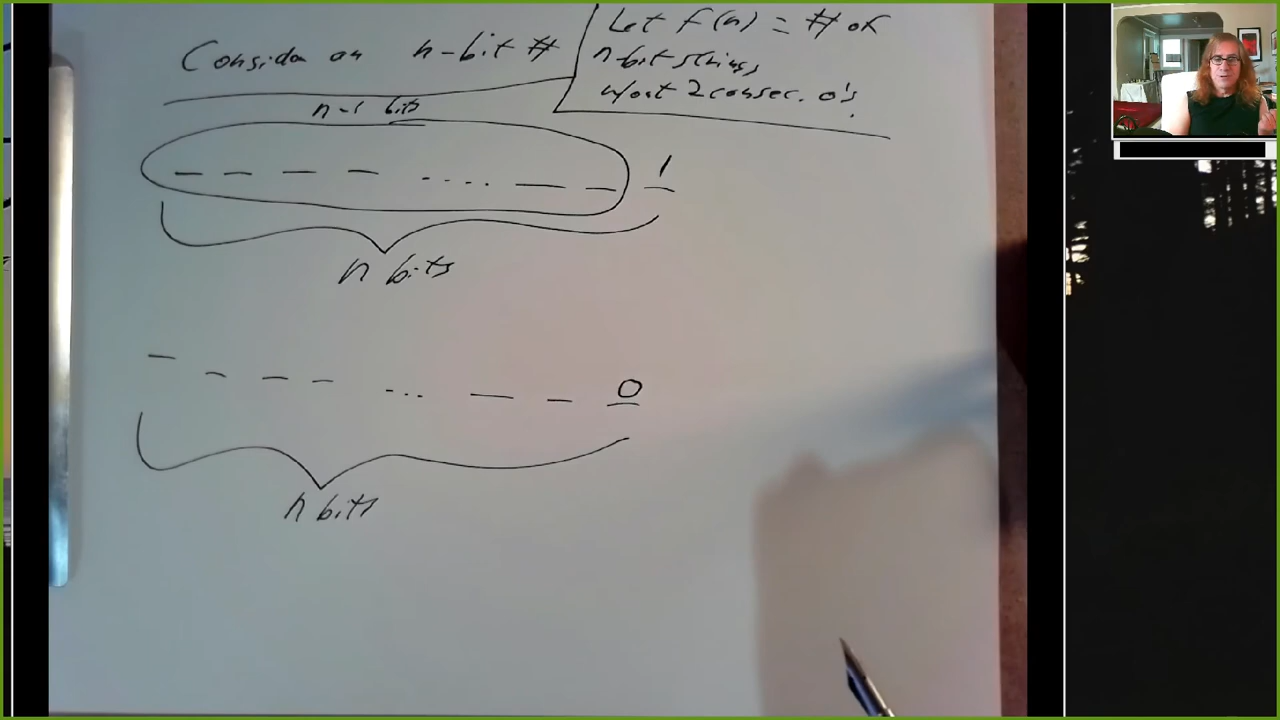 Consider an n-bit #
Let F(n) = # of
n-bit strings
w/out 2 consec. 0's.
n-1 bits
1
n bits
0
n bits